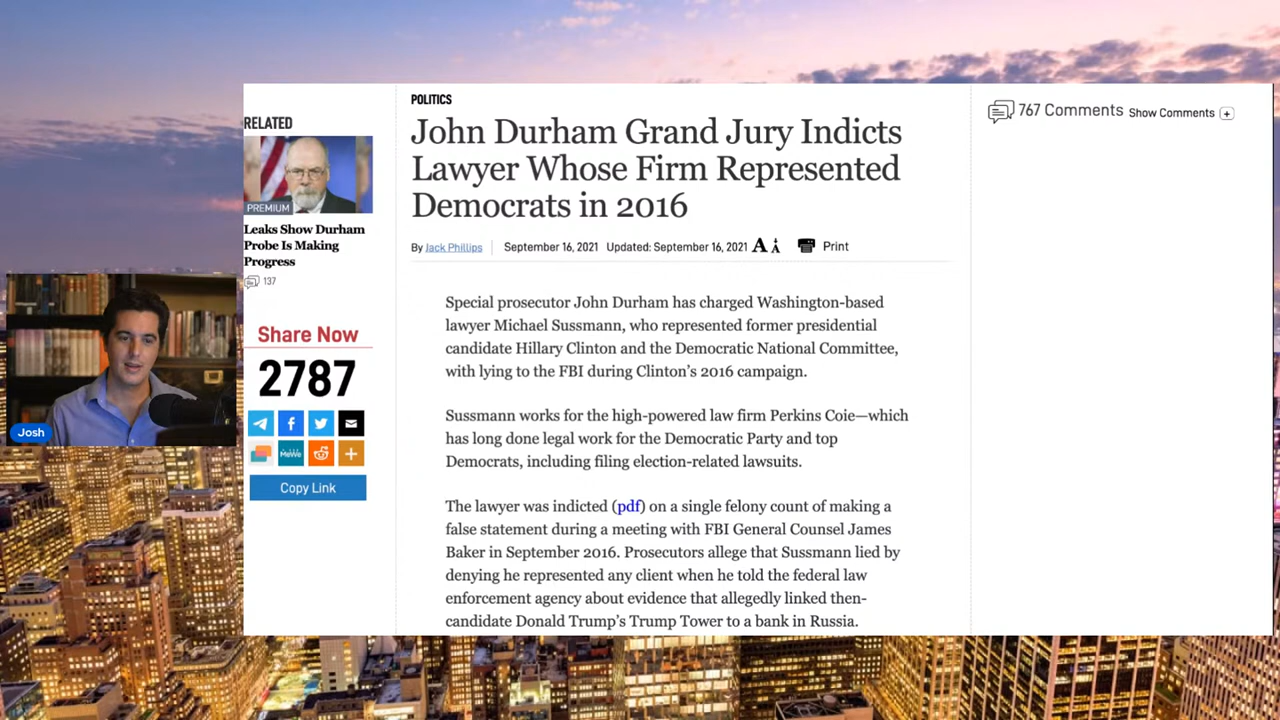 POLITICS
John Durham Grand Jury Indicts
Lawyer Whose Firm Represented
Democrats in 2016
By Jack Phillips September 16, 2021 Updated: September 16, 2021 A A Print
Special prosecutor John Durham has charged Washington-based
lawyer Michael Sussmann, who represented former presidential
candidate Hillary Clinton and the Democratic National Committee,
with lying to the FBI during Clinton’s 2016 campaign.
Sussmann works for the high-powered law firm Perkins Coie—which
has long done legal work for the Democratic Party and top
Democrats, including filing election-related lawsuits.
The lawyer was indicted (pdf) on a single felony count of making a
false statement during a meeting with FBI General Counsel James
Baker in September 2016. Prosecutors allege that Sussmann lied by
denying he represented any client when he told the federal law
enforcement agency about evidence that allegedly linked then-
candidate Donald Trump’s Trump Tower to a bank in Russia.
RELATED
PREMIUM
Leaks Show Durham
Probe Is Making
Progress
137
Share Now
2787
MeWe
Copy Link
767 Comments Show Comments +
Josh